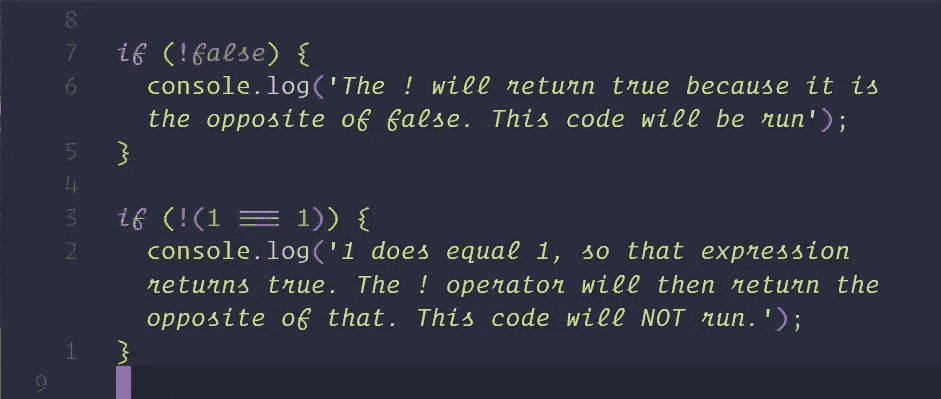 8
7 if (!false) {
6 console.log('The ! will return true because it is
the opposite of false. This code will be run');
5 }
4
3 if (!(1 === 1)) {
2 console.log('1 does equal 1, so that expression
returns true. The ! operator will then return the
opposite of that. This code will NOT run.');
1 }
9